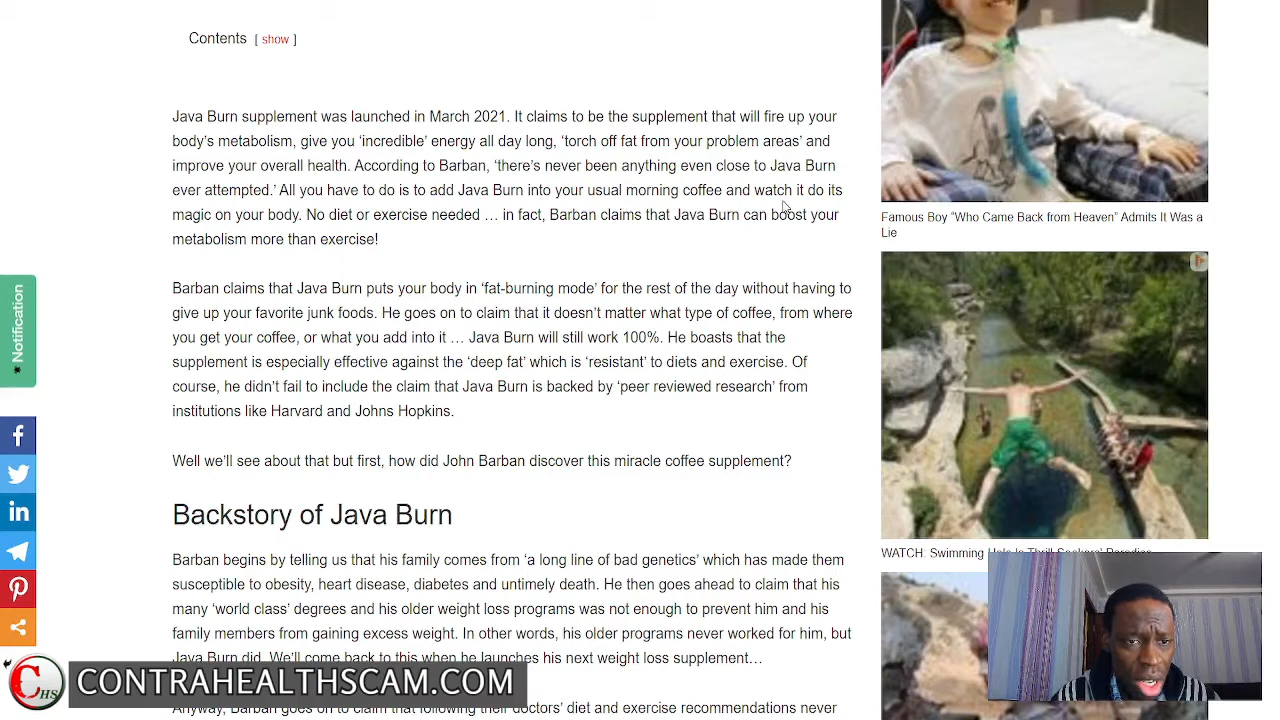 Contents [ show ]
Java Burn supplement was launched in March 2021. It claims to be the supplement that will fire up your
body’s metabolism, give you ‘incredible’ energy all day long, ‘torch off fat from your problem areas’ and
improve your overall health. According to Barban, ‘there’s never been anything even close to Java Burn
ever attempted.’ All you have to do is to add Java Burn into your usual morning coffee and watch it do its
magic on your body. No diet or exercise needed … in fact, Barban claims that Java Burn can boost your
metabolism more than exercise!
Barban claims that Java Burn puts your body in ‘fat-burning mode’ for the rest of the day without having to
give up your favorite junk foods. He goes on to claim that it doesn’t matter what type of coffee, from where
you get your coffee, or what you add into it … Java Burn will still work 100%. He boasts that the
supplement is especially effective against the ‘deep fat’ which is ‘resistant’ to diets and exercise. Of
course, he didn’t fail to include the claim that Java Burn is backed by ‘peer reviewed research’ from
institutions like Harvard and Johns Hopkins.
Well we’ll see about that but first, how did John Barban discover this miracle coffee supplement?
Backstory of Java Burn
Barban begins by telling us that his family comes from ‘a long line of bad genetics’ which has made them
susceptible to obesity, heart disease, diabetes and untimely death. He then goes ahead to claim that his
many ‘world class’ degrees and his older weight loss programs was not enough to prevent him and his
family members from gaining excess weight. In other words, his older programs never worked for him, but
Java Burn did. We’ll come back to this when he launches his next weight loss supplement…
Anyway, Barban goes on to claim that following their doctors’ diet and exercise recommendations never
Famous Boy “Who Came Back from Heaven” Admits It Was a
Lie
WATCH: Swimming Hole Is Thrill Seekers’ Paradise
Notification
f
in
CHS
CONTRAHEALTHSCAM.COM